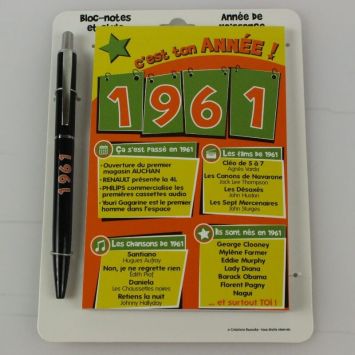 Bloc-notes
et stylo
Année de
naissance
c'est ton ANNÉE !
1961
1961
Ça s'est passé en 1961
• Ouverture du premier
magasin AUCHAN
• RENAULT présente la 4L
• PHILIPS commercialise les
premières cassettes audio
• Youri Gagarine est le premier
homme dans l'espace
Les films de 1961
Cléo de 5 à 7
Agnès Varda
Les Canons de Navarone
Jack Lee Thompson
Les Désaxés
John Huston
Les Sept Mercenaires
John Sturges
Les chansons de 1961
Santiano
Hugues Aufray
Non, je ne regrette rien
Edith Piaf
Daniela
Les Chaussettes noires
Retiens la nuit
Johnny Hallyday
Ils sont nés en 1961
George Clooney
Mylène Farmer
Eddie Murphy
Lady Diana
Barack Obama
Florent Pagny
Nagui
... et surtout TOI !